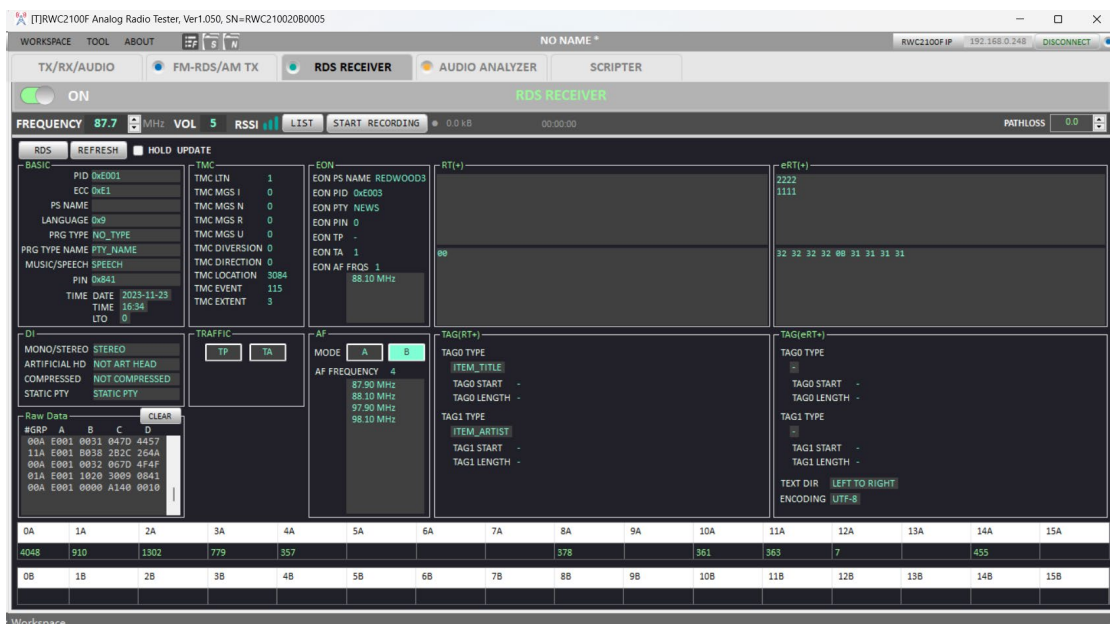 [T]RWC2100F Analog Radio Tester, Ver1.050, SN=RWC210020B0005
WORKSPACE TOOL ABOUT F S N NO NAME * RWC2100F IP 192.168.0.248 DISCONNECT
TX/RX/AUDIO FM-RDS/AM TX RDS RECEIVER AUDIO ANALYZER SCRIPTER
ON RDS RECEIVER
FREQUENCY 87.7 MHz VOL 5 RSSI LIST START RECORDING 0.0 kB 00:00:00 PATHLOSS 0.0
RDS REFRESH HOLD UPDATE
BASIC
PID 0xE001
ECC 0xE1
PS NAME
LANGUAGE 0x9
PRG TYPE NO_TYPE
PRG TYPE NAME PTY_NAME
MUSIC/SPEECH SPEECH
PIN 0x841
TIME DATE 2023-11-23
TIME 16:34
LTO 0
TMC
TMC LTN 1
TMC MGS I 0
TMC MGS N 0
TMC MGS R 0
TMC MGS U 0
TMC DIVERSION 0
TMC DIRECTION 0
TMC LOCATION 3084
TMC EVENT 115
TMC EXTENT 3
EON
EON PS NAME REDWOOD3
EON PID 0xE003
EON PTY NEWS
EON PIN 0
EON TP -
EON TA 1
EON AF FRQS 1
88.10 MHz
RT(+)
00
eRT(+)
2222
1111
32 32 32 32 0B 31 31 31 31
DI
MONO/STEREO STEREO
ARTIFICIAL HD NOT ART HEAD
COMPRESSED NOT COMPRESSED
STATIC PTY STATIC PTY
TRAFFIC
TP TA
AF
MODE A B
AF FREQUENCY 4
87.90 MHz
88.10 MHz
97.90 MHz
98.10 MHz
TAG(RT+)
TAG0 TYPE
ITEM_TITLE
TAG0 START -
TAG0 LENGTH -
TAG1 TYPE
ITEM_ARTIST
TAG1 START -
TAG1 LENGTH -
TAG(eRT+)
TAG0 TYPE
-
TAG0 START -
TAG0 LENGTH -
TAG1 TYPE
-
TAG1 START -
TAG1 LENGTH -
TEXT DIR LEFT TO RIGHT
ENCODING UTF-8
Raw Data CLEAR
#GRP A B C D
00A E001 0031 047D 4457
11A E001 B038 2B2C 264A
00A E001 0032 067D 4F4F
01A E001 1020 3009 0841
00A E001 0000 A140 0010
0A 1A 2A 3A 4A 5A 6A 7A 8A 9A 10A 11A 12A 13A 14A 15A
4048 910 1302 779 357 378 361 363 7 455
0B 1B 2B 3B 4B 5B 6B 7B 8B 9B 10B 11B 12B 13B 14B 15B
Workspace